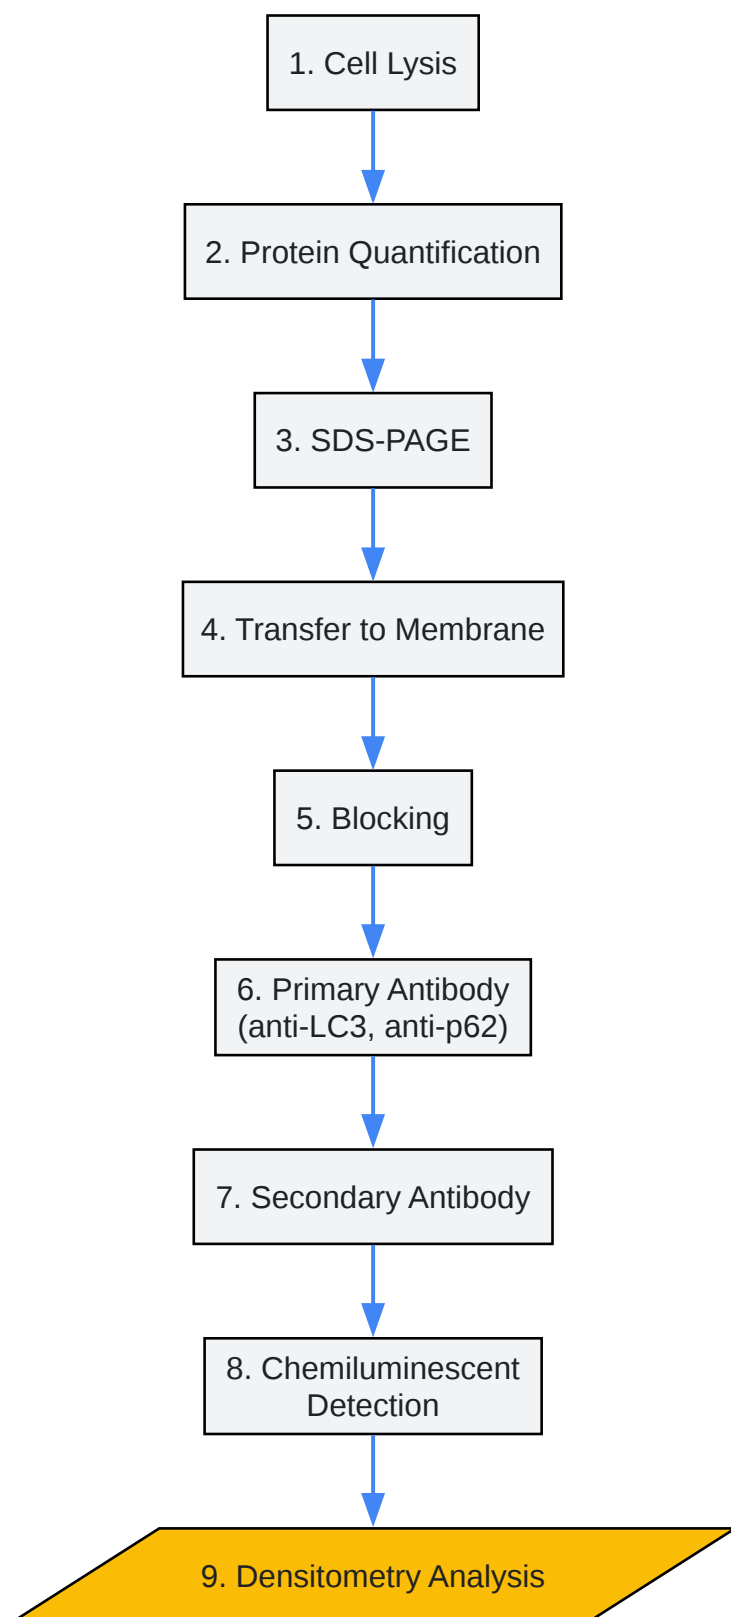 1. Cell Lysis
2. Protein Quantification
3. SDS-PAGE
4. Transfer to Membrane
5. Blocking
6. Primary Antibody
(anti-LC3, anti-p62)
7. Secondary Antibody
8. Chemiluminescent
Detection
9. Densitometry Analysis